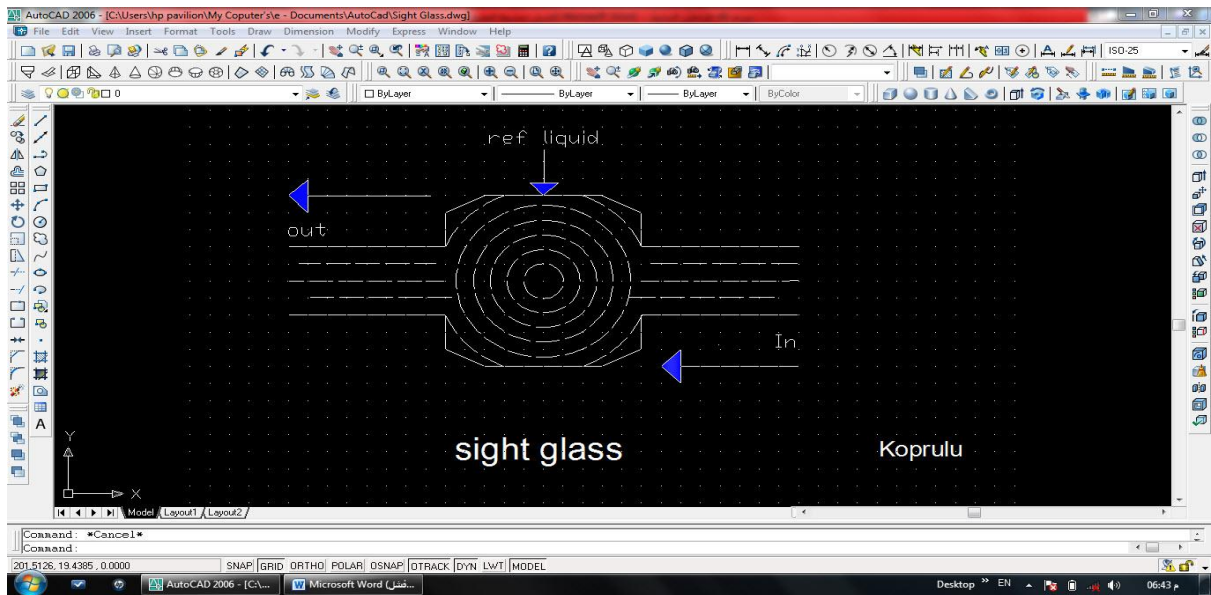 AutoCAD 2006 - [C:\Users\hp pavilion\My Coputer's\e - Documents\AutoCad\Sight Glass.dwg]
File Edit View Insert Format Tools Draw Dimension Modify Express Window Help
ISO-25
0 ByLayer ByLayer ByLayer ByColor
ref liquid
out
In
sight glass
Koprulu
Y
X
Model Layout1 Layout2
Command: *Cancel*
Command:
201.5126, 19.4385 , 0.0000 SNAP GRID ORTHO POLAR OSNAP OTRACK DYN LWT MODEL
AutoCAD 2006 - [C:\... Microsoft Word (فشل... Desktop » EN 06:43 م